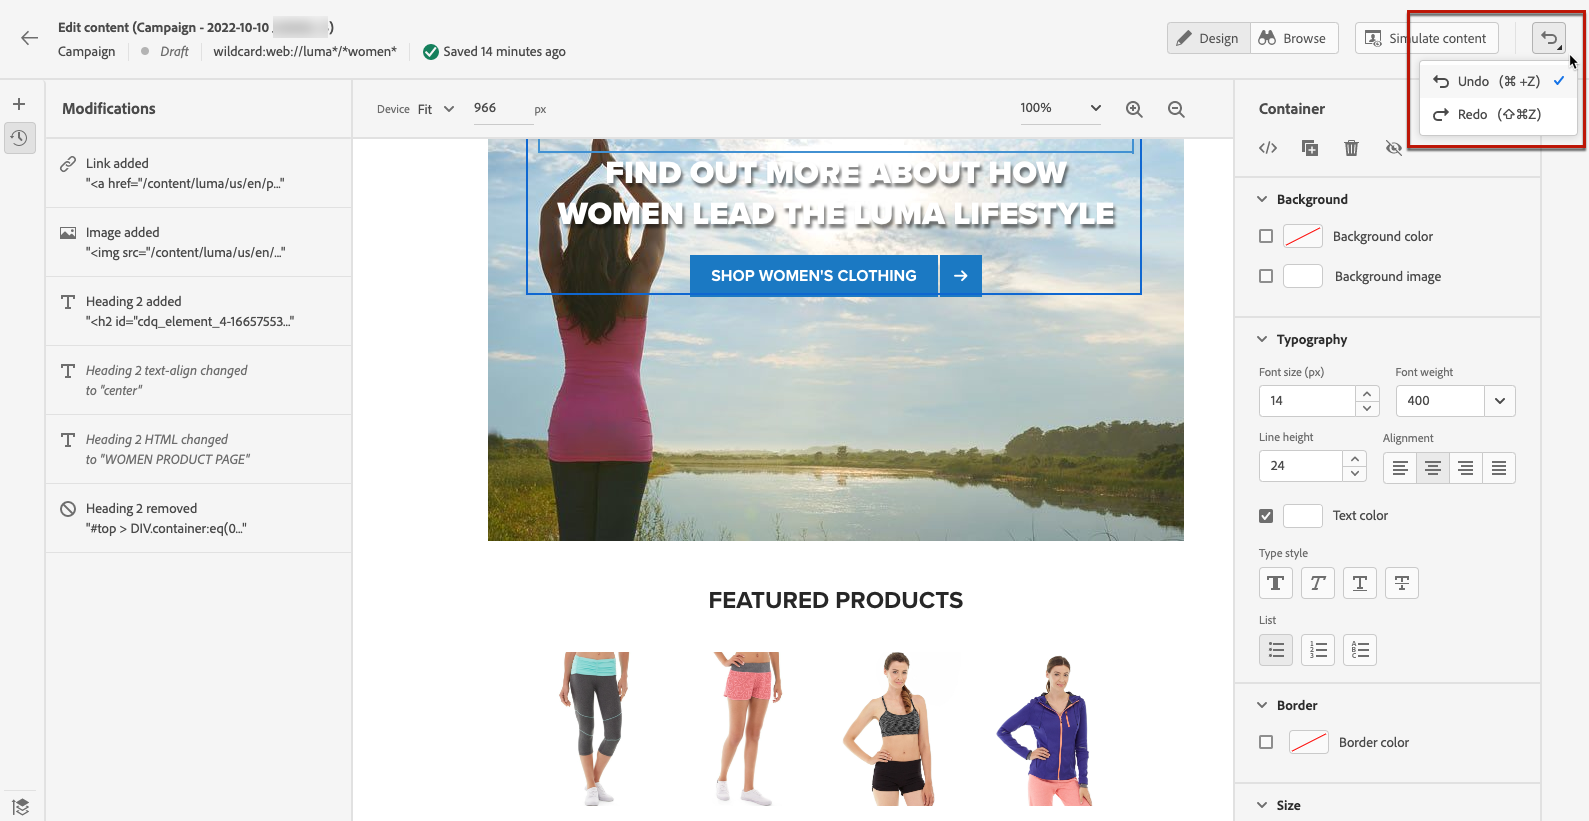 Edit content (Campaign - 2022-10-10 )
Campaign Draft wildcard:web://luma*/*women* Saved 14 minutes ago
Design Browse Simulate content
Undo (⌘ +Z)
Redo (⇧⌘Z)
Modifications
Link added
"<a href="/content/luma/us/en/p..."
Image added
"<img src="/content/luma/us/en/..."
Heading 2 added
"<h2 id="cdq_element_4-16657553..."
Heading 2 text-align changed
to "center"
Heading 2 HTML changed
to "WOMEN PRODUCT PAGE"
Heading 2 removed
"#top > DIV.container:eq(0..."
Device Fit 966 px 100%
FIND OUT MORE ABOUT HOW
WOMEN LEAD THE LUMA LIFESTYLE
SHOP WOMEN'S CLOTHING
FEATURED PRODUCTS
Container
Background
Background color
Background image
Typography
Font size (px) Font weight
14 400
Line height Alignment
24
Text color
Type style
List
Border
Border color
Size